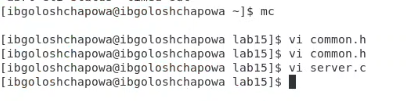 [ibgoloshchapowa@ibgoloshchapowa ~]$ mc
[ibgoloshchapowa@ibgoloshchapowa lab15]$ vi common.h
[ibgoloshchapowa@ibgoloshchapowa lab15]$ vi common.h
[ibgoloshchapowa@ibgoloshchapowa lab15]$ vi server.c
[ibgoloshchapowa@ibgoloshchapowa lab15]$